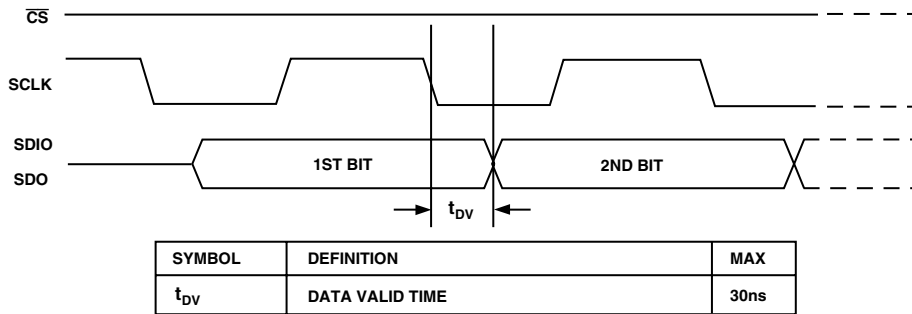 CS
SCLK
SDIO
SDO
1ST BIT 2ND BIT
tDV
SYMBOL DEFINITION MAX
tDV DATA VALID TIME 30ns